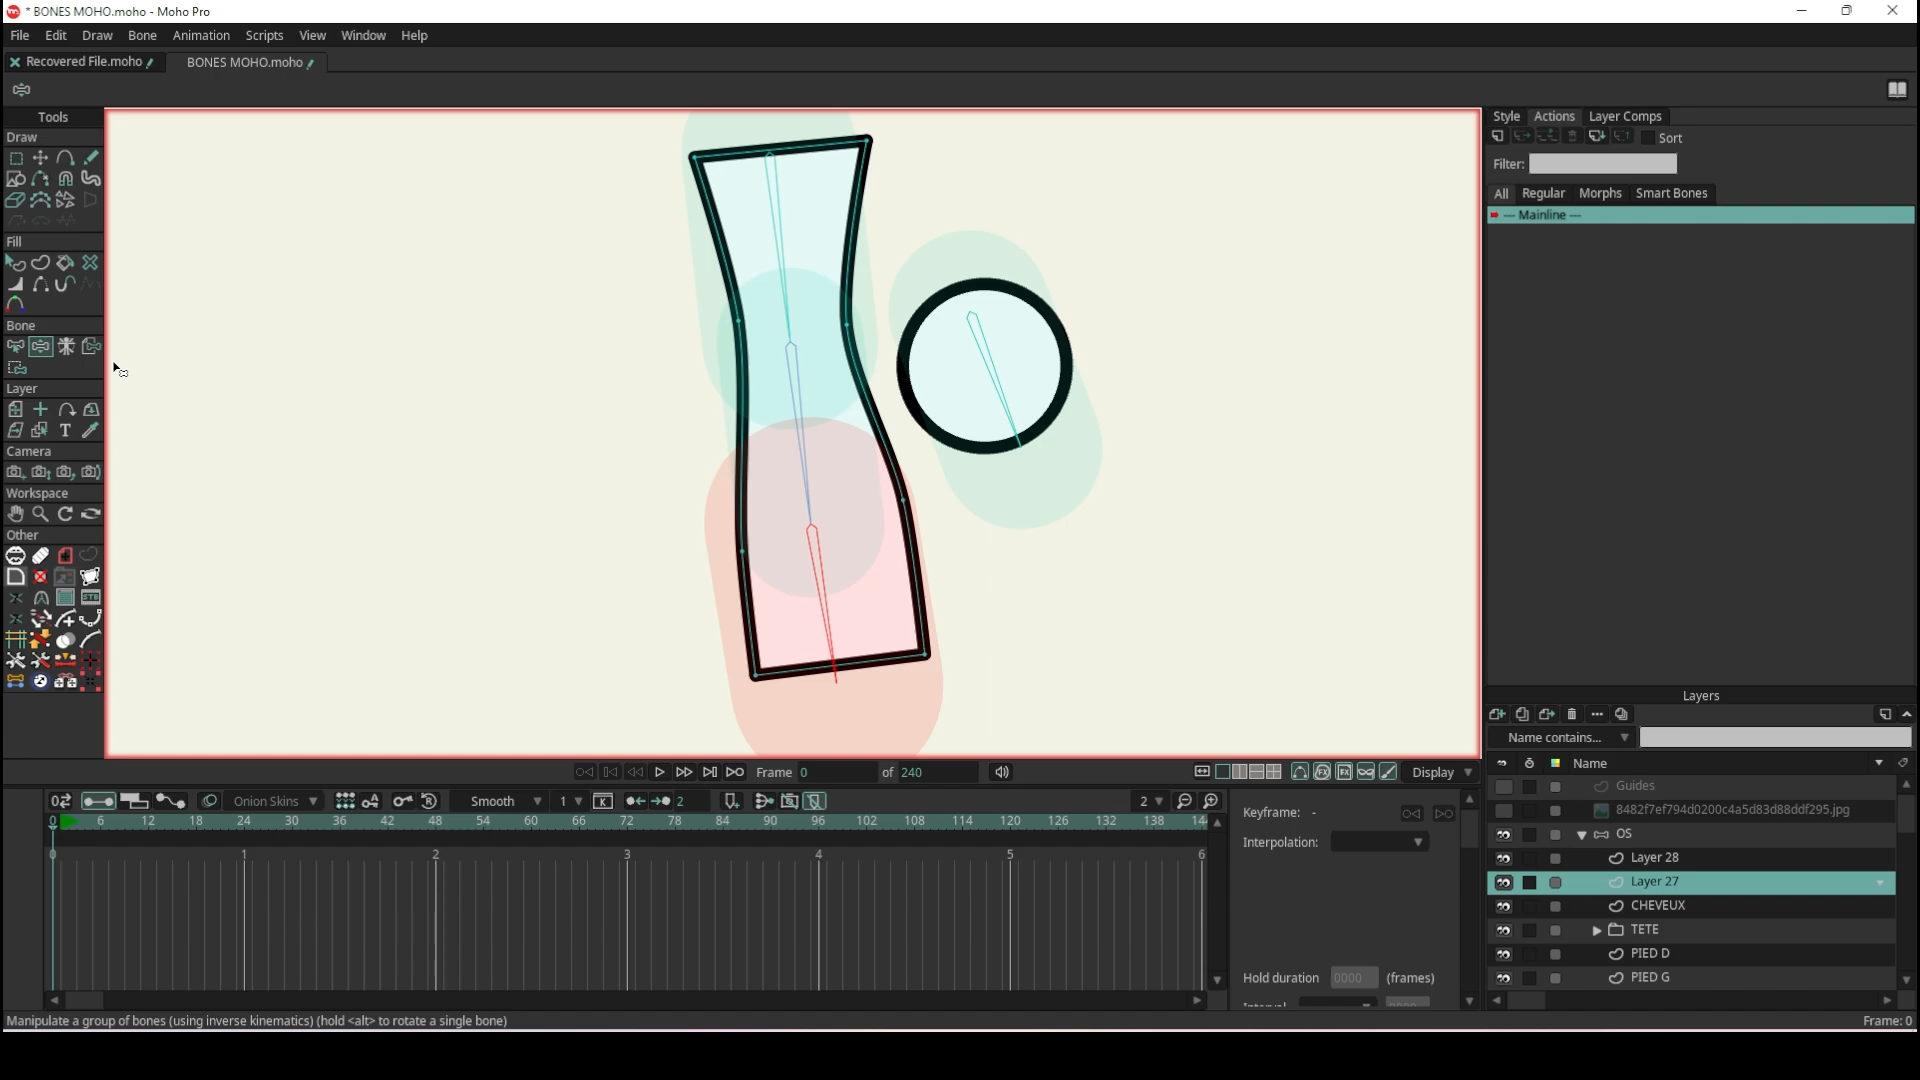 * BONES MOHO.moho - Moho Pro
File Edit Draw Bone Animation Scripts View Window Help
Recovered File.moho BONES MOHO.moho
Tools
Draw
Fill
Bone
Layer
Camera
Workspace
Other
Style Actions Layer Comps
Sort
Filter:
All Regular Morphs Smart Bones
--- Mainline ---
Layers
Name contains...
Name
Guides
8482f7ef794d0200c4a5d83d88ddf295.jpg
OS
Layer 28
Layer 27
CHEVEUX
TETE
PIED D
PIED G
Frame 0 of 240
Display
Onion Skins Smooth 1 2 2
0 6 12 18 24 30 36 42 48 54 60 66 72 78 84 90 96 102 108 114 120 126 132 138
0 1 2 3 4 5 6
Keyframe: -
Interpolation:
Hold duration 0000 (frames)
Manipulate a group of bones (using inverse kinematics) (hold <alt> to rotate a single bone)
Frame: 0